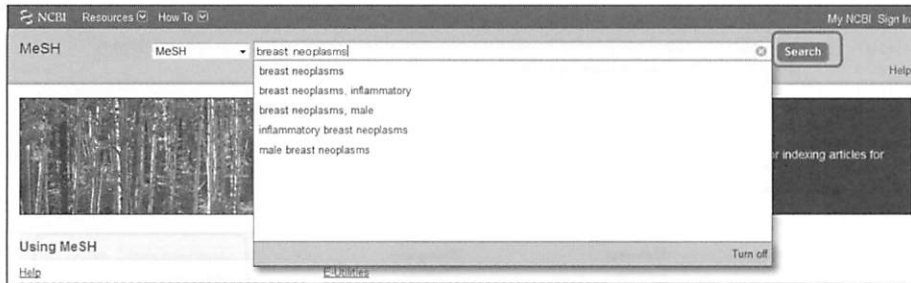 NCBI Resources How To My NCBI Sign In
MeSH MeSH breast neoplasms Search
Help
breast neoplasms
breast neoplasms, inflammatory
breast neoplasms, male
inflammatory breast neoplasms
male breast neoplasms
r indexing articles for
Turn off
Using MeSH
Help E-Utilities